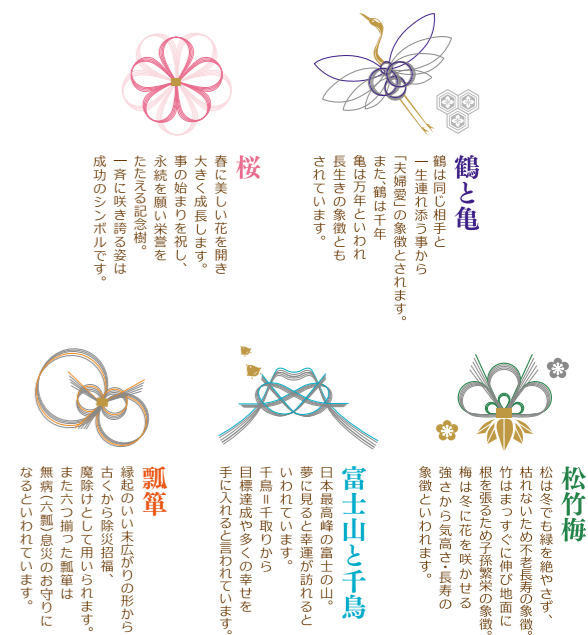 鶴と亀
鶴は同じ相手と
一生連れ添う事から
「夫婦愛」の象徴とされます。
また、鶴は千年
亀は万年といわれ
長生きの象徴とも
されています。
桜
春に美しい花を開き
大きく成長します。
事の始まりを祝し、
永続を願い栄誉を
たたえる記念樹。
一斉に咲き誇る姿は
成功のシンボルです。
松竹梅
松は冬でも緑を絶やさず、
枯れないため不老長寿の象徴。
竹はまっすぐに伸び地面に
根を張るため子孫繁栄の象徴
梅は冬に花を咲かせる
強さから気高さ・長寿の
象徴といわれます。
富士山と千鳥
日本最高峰の富士の山。
夢に見ると幸運が訪れると
いわれています。
千鳥＝千取りから
目標達成や多くの幸せを
手に入れると言われています。
瓢箪
縁起のいい末広がりの形から
古くから除災招福、
魔除けとして用いられます。
また六つ揃った瓢箪は
無病（六瓢）息災のお守りに
なるといわれています。